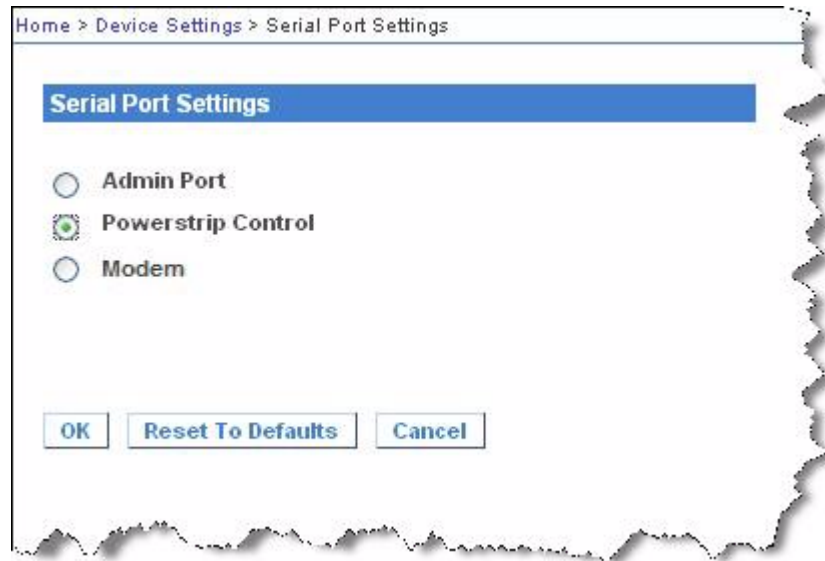 Home > Device Settings > Serial Port Settings
Serial Port Settings
Admin Port
Powerstrip Control
Modem
OK Reset To Defaults Cancel